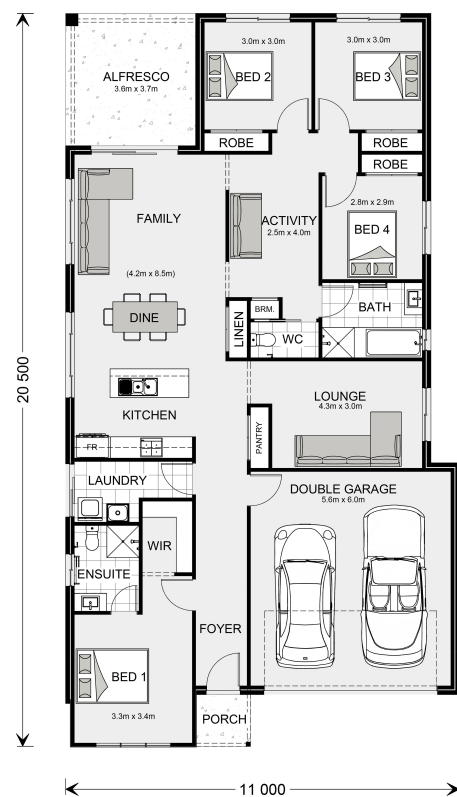 3.0m x 3.0m
3.0m x 3.0m
ALFRESCO
3.6m x 3.7m
BED 2
BED 3
ROBE
ROBE
ROBE
FAMILY
ACTIVITY
2.5m x 4.0m
2.8m x 2.9m
BED 4
(4.2m x 8.5m)
DINE
LINEN
BRM.
BATH
WC
20 500
LOUNGE
4.3m x 3.0m
KITCHEN
PANTRY
FR
LAUNDRY
DOUBLE GARAGE
5.6m x 6.0m
WIR
ENSUITE
FOYER
BED 1
3.3m x 3.4m
PORCH
11 000